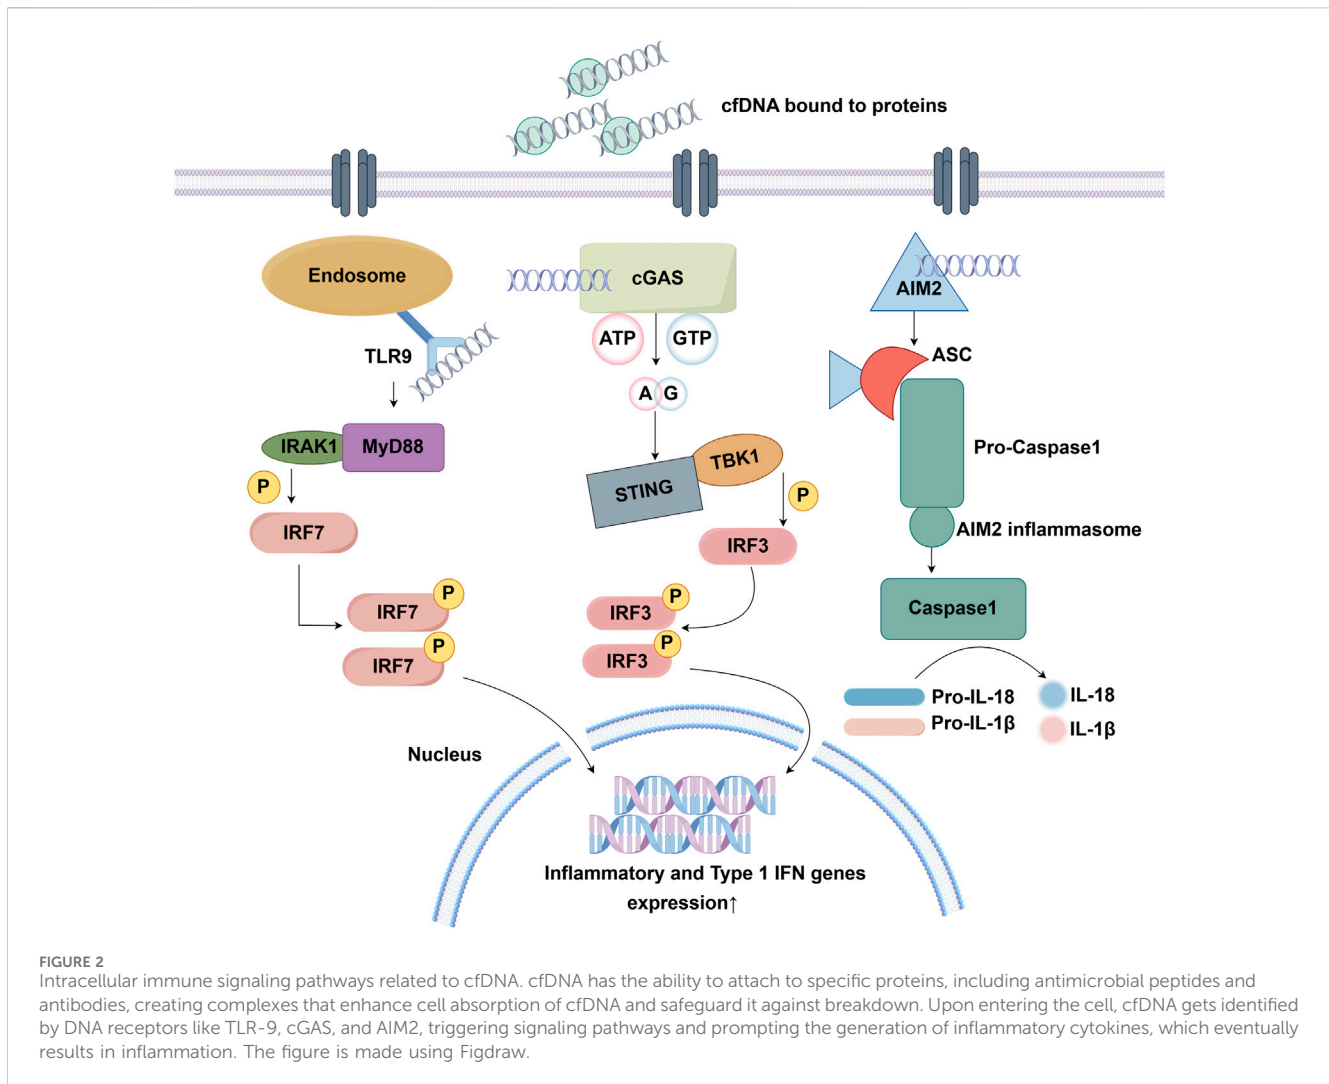 cfDNA bound to proteins
Endosome
TLR9
IRAK1
MyD88
P
IRF7
IRF7
P
IRF7
P
cGAS
ATP
GTP
A
G
STING
TBK1
P
IRF3
IRF3
P
IRF3
P
AIM2
ASC
Pro-Caspase1
AIM2 inflammasome
Caspase1
Pro-IL-18
IL-18
Pro-IL-1β
IL-1β
Nucleus
Inflammatory and Type 1 IFN genes
expression↑
FIGURE 2
Intracellular immune signaling pathways related to cfDNA. cfDNA has the ability to attach to specific proteins, including antimicrobial peptides and
antibodies, creating complexes that enhance cell absorption of cfDNA and safeguard it against breakdown. Upon entering the cell, cfDNA gets identified
by DNA receptors like TLR-9, cGAS, and AIM2, triggering signaling pathways and prompting the generation of inflammatory cytokines, which eventually
results in inflammation. The figure is made using Figdraw.